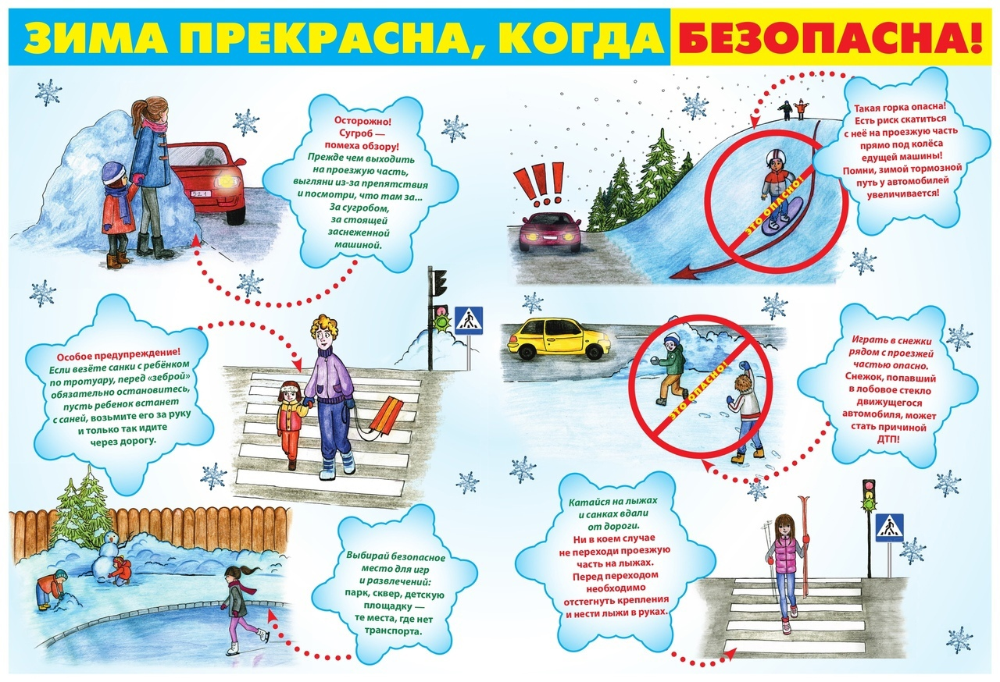 ЗИМА ПРЕКРАСНА, КОГДА БЕЗОПАСНА!
Осторожно!
Сугроб —
помеха обзору!
Прежде чем выходить
на проезжую часть,
выгляни из-за препятствия
и посмотри, что там за...
За сугробом,
за стоящей
заснеженной
машиной.
521
Такая горка опасна!
Есть риск скатиться
с неё на проезжую часть
прямо под колёса
едущей машины!
Помни, зимой тормозной
путь у автомобилей
увеличивается!
!!!
ЭТО ОПАСНО!
Особое предупреждение!
Если везёте санки с ребёнком
по тротуару, перед «зеброй»
обязательно остановитесь,
пусть ребенок встанет
с саней, возьмите его за руку
и только так идите
через дорогу.
Играть в снежки
рядом с проезжей
частью опасно.
Снежок, попавший
в лобовое стекло
движущегося
автомобиля, может
стать причиной
ДТП!
ЭТО ОПАСНО!
Выбирай безопасное
место для игр
и развлечений:
парк, сквер, детскую
площадку —
те места, где нет
транспорта.
Катайся на лыжах
и санках вдали
от дороги.
Ни в коем случае
не переходи проезжую
часть на лыжах.
Перед переходом
необходимо
отстегнуть крепления
и нести лыжи в руках.